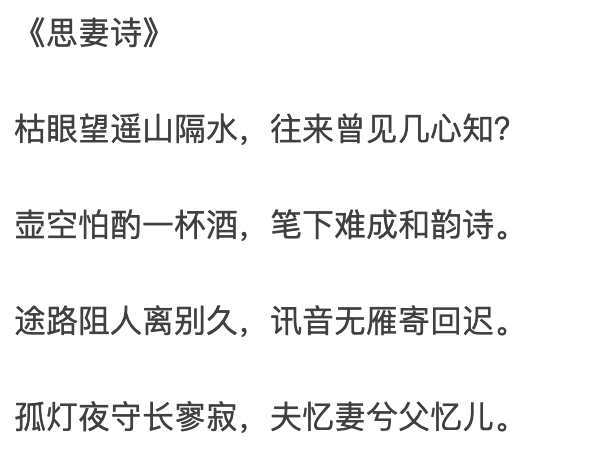 《思妻诗》
枯眼望遥山隔水，往来曾见几心知？
壶空怕酌一杯酒，笔下难成和韵诗。
途路阻人离别久，讯音无雁寄回迟。
孤灯夜守长寥寂，夫忆妻兮父忆儿。